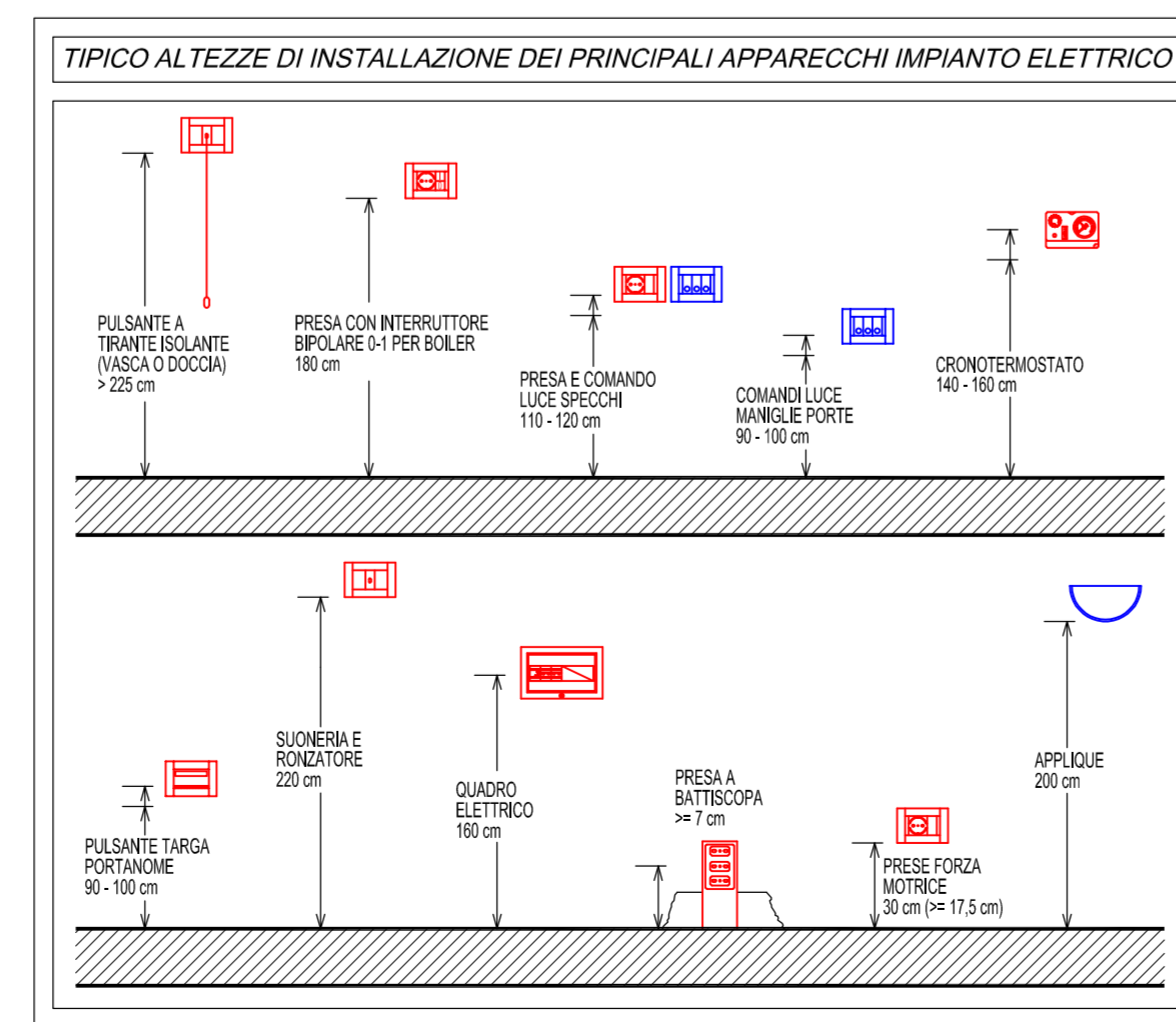 TIPICO ALTEZZE DI INSTALLAZIONE DEI PRINCIPALI APPARECCHI IMPIANTO ELETTRICO
PULSANTE A
TIRANTE ISOLANTE
(VASCA O DOCCIA)
> 225 cm
PRESA CON INTERRUTTORE
BIPOLARE 0-1 PER BOILER
180 cm
PRESA E COMANDO
LUCE SPECCHI
110 - 120 cm
COMANDI LUCE
MANIGLIE PORTE
90 - 100 cm
CRONOTERMOSTATO
140 - 160 cm
PULSANTE TARGA
PORTANOME
90 - 100 cm
SUONERIA E
RONZATORE
220 cm
QUADRO
ELETTRICO
160 cm
PRESA A
BATTISCOPA
>= 7 cm
PRESE FORZA
MOTRICE
30 cm (>= 17,5 cm)
APPLIQUE
200 cm